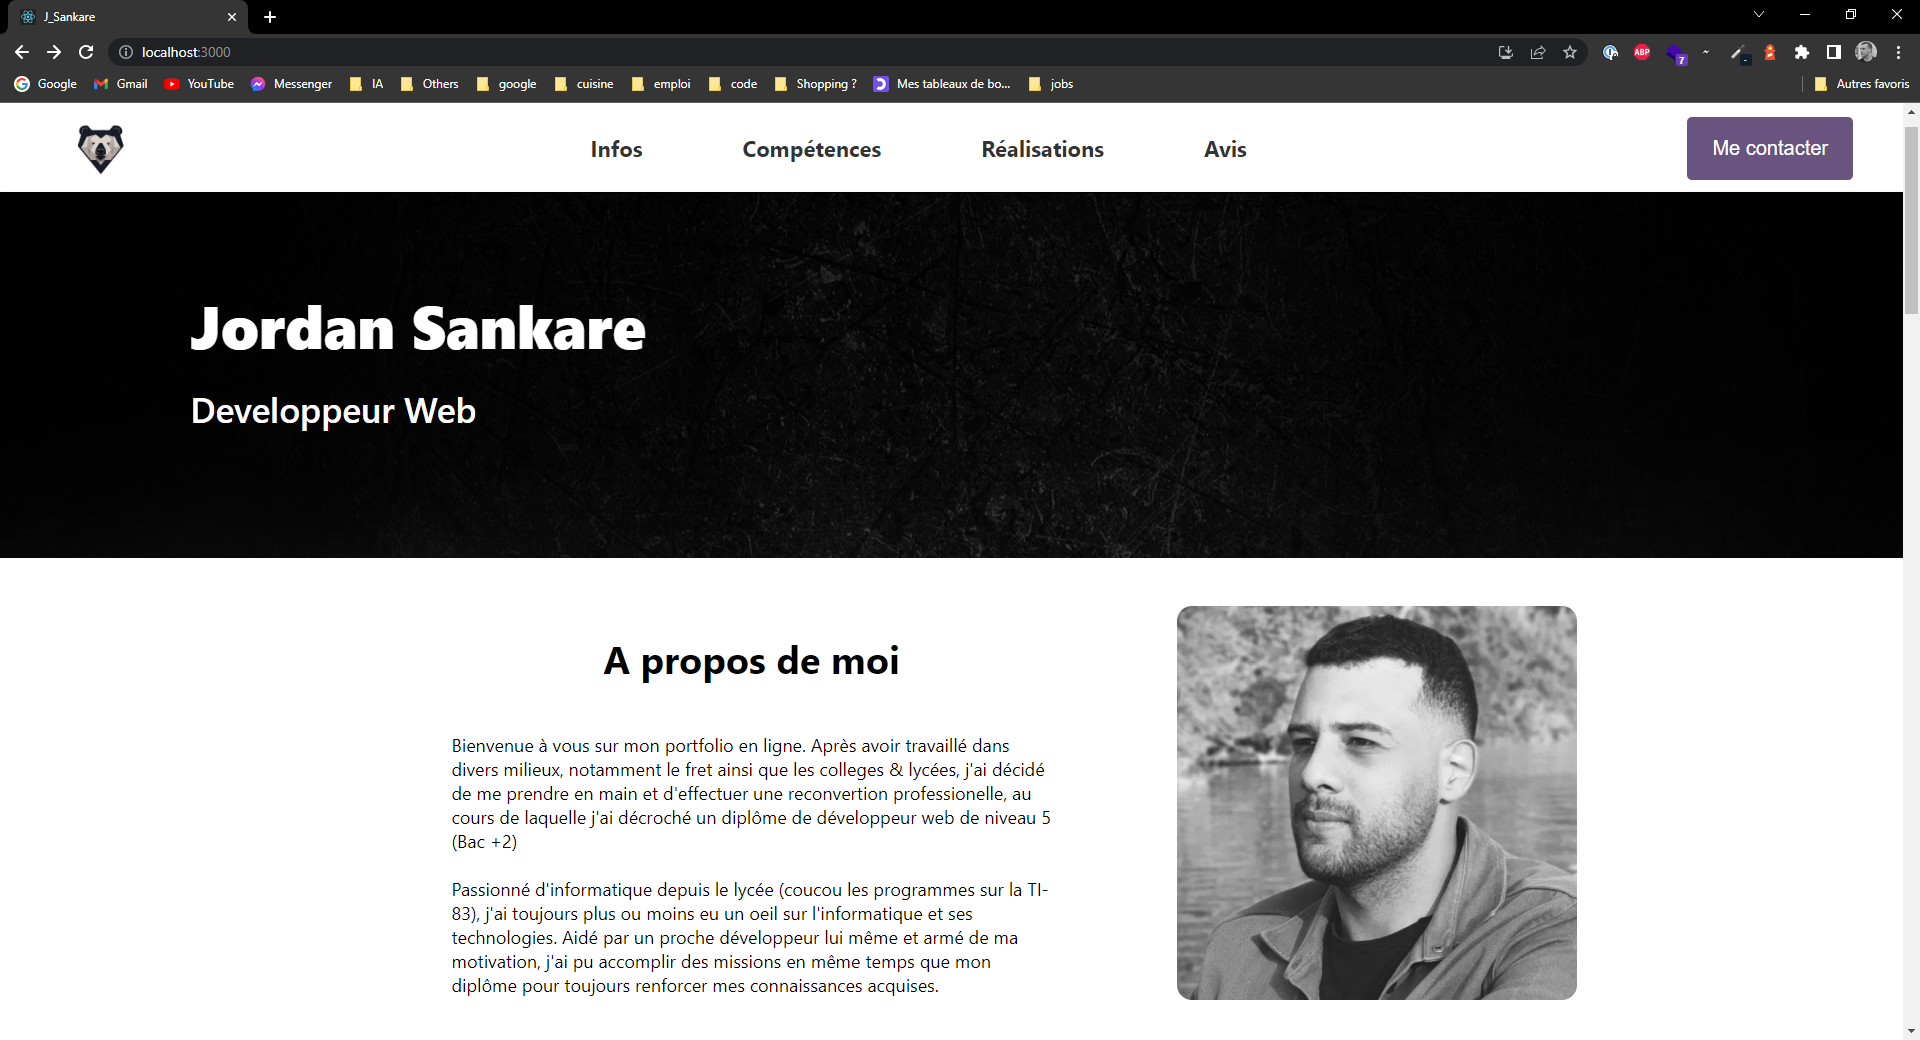 J_Sankare
localhost:3000
ABP
7
Google Gmail YouTube Messenger IA Others google cuisine emploi code Shopping ? Mes tableaux de bo... jobs Autres favoris
Infos Compétences Réalisations Avis Me contacter
Jordan Sankare
Developpeur Web
A propos de moi
Bienvenue à vous sur mon portfolio en ligne. Après avoir travaillé dans
divers milieux, notamment le fret ainsi que les colleges & lycées, j'ai décidé
de me prendre en main et d'effectuer une reconvertion professionelle, au
cours de laquelle j'ai décroché un diplôme de développeur web de niveau 5
(Bac +2)
Passionné d'informatique depuis le lycée (coucou les programmes sur la TI-
83), j'ai toujours plus ou moins eu un oeil sur l'informatique et ses
technologies. Aidé par un proche développeur lui même et armé de ma
motivation, j'ai pu accomplir des missions en même temps que mon
diplôme pour toujours renforcer mes connaissances acquises.